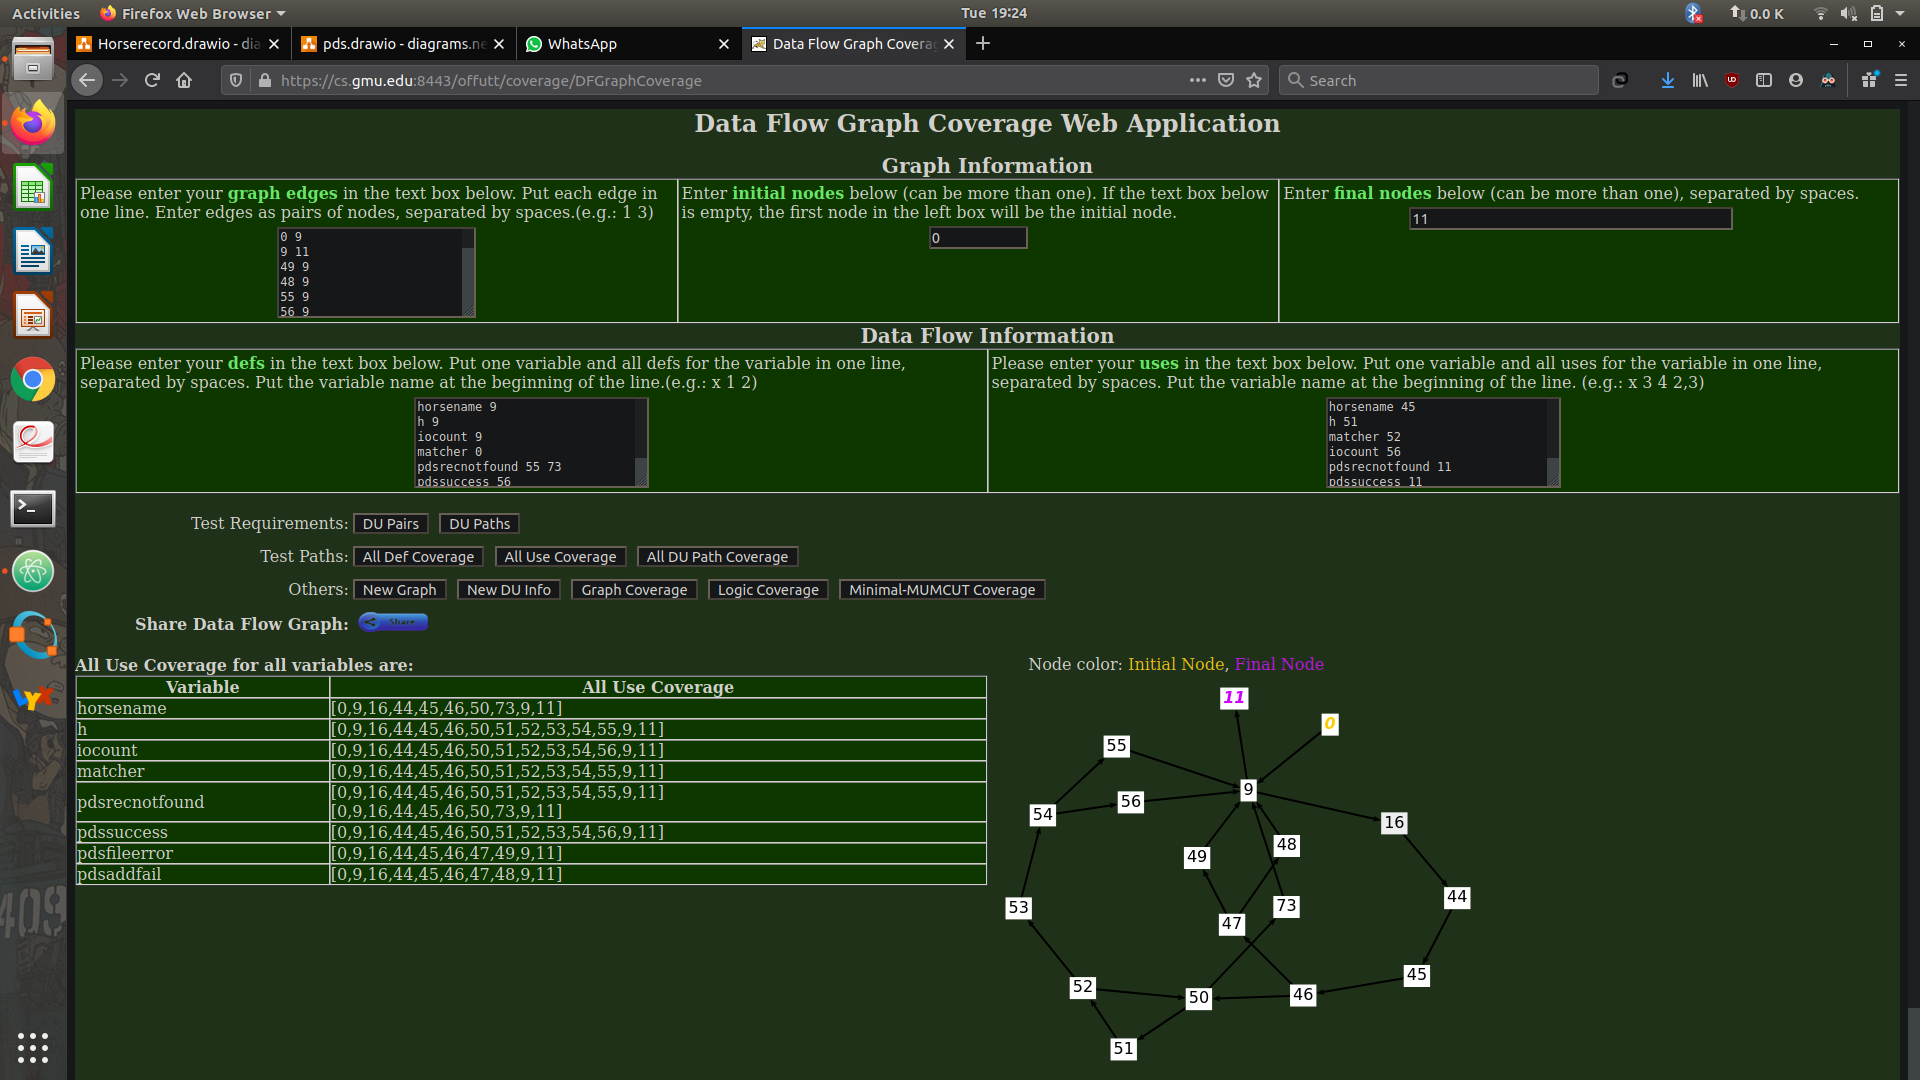 Activities
Firefox Web Browser
Tue 19:24
0.0 K
Horserecord.drawio - dia
pds.drawio - diagrams.ne
WhatsApp
Data Flow Graph Coverag
https://cs.gmu.edu:8443/offutt/coverage/DFGraphCoverage
Search
Data Flow Graph Coverage Web Application
Graph Information
Please enter your graph edges in the text box below. Put each edge in
one line. Enter edges as pairs of nodes, separated by spaces.(e.g.: 1 3)
0 9
9 11
49 9
48 9
55 9
56 9
Enter initial nodes below (can be more than one). If the text box below
is empty, the first node in the left box will be the initial node.
0
Enter final nodes below (can be more than one), separated by spaces.
11
Data Flow Information
Please enter your defs in the text box below. Put one variable and all defs for the variable in one line,
separated by spaces. Put the variable name at the beginning of the line.(e.g.: x 1 2)
horsename 9
h 9
iocount 9
matcher 0
pdsrecnotfound 55 73
pdssuccess 56
Please enter your uses in the text box below. Put one variable and all uses for the variable in one line,
separated by spaces. Put the variable name at the beginning of the line. (e.g.: x 3 4 2,3)
horsename 45
h 51
matcher 52
iocount 56
pdsrecnotfound 11
pdssuccess 11
Test Requirements: DU Pairs DU Paths
Test Paths: All Def Coverage All Use Coverage All DU Path Coverage
Others: New Graph New DU Info Graph Coverage Logic Coverage Minimal-MUMCUT Coverage
Share Data Flow Graph: Share
All Use Coverage for all variables are:
Variable All Use Coverage
horsename [0,9,16,44,45,46,50,73,9,11]
h [0,9,16,44,45,46,50,51,52,53,54,55,9,11]
iocount [0,9,16,44,45,46,50,51,52,53,54,56,9,11]
matcher [0,9,16,44,45,46,50,51,52,53,54,55,9,11]
pdsrecnotfound [0,9,16,44,45,46,50,51,52,53,54,55,9,11]
[0,9,16,44,45,46,50,73,9,11]
pdssuccess [0,9,16,44,45,46,50,51,52,53,54,56,9,11]
pdsfileerror [0,9,16,44,45,46,47,49,9,11]
pdsaddfail [0,9,16,44,45,46,47,48,9,11]
Node color: Initial Node, Final Node
11
0
55
9
56
54
16
48
49
44
73
53
47
45
52
46
50
51